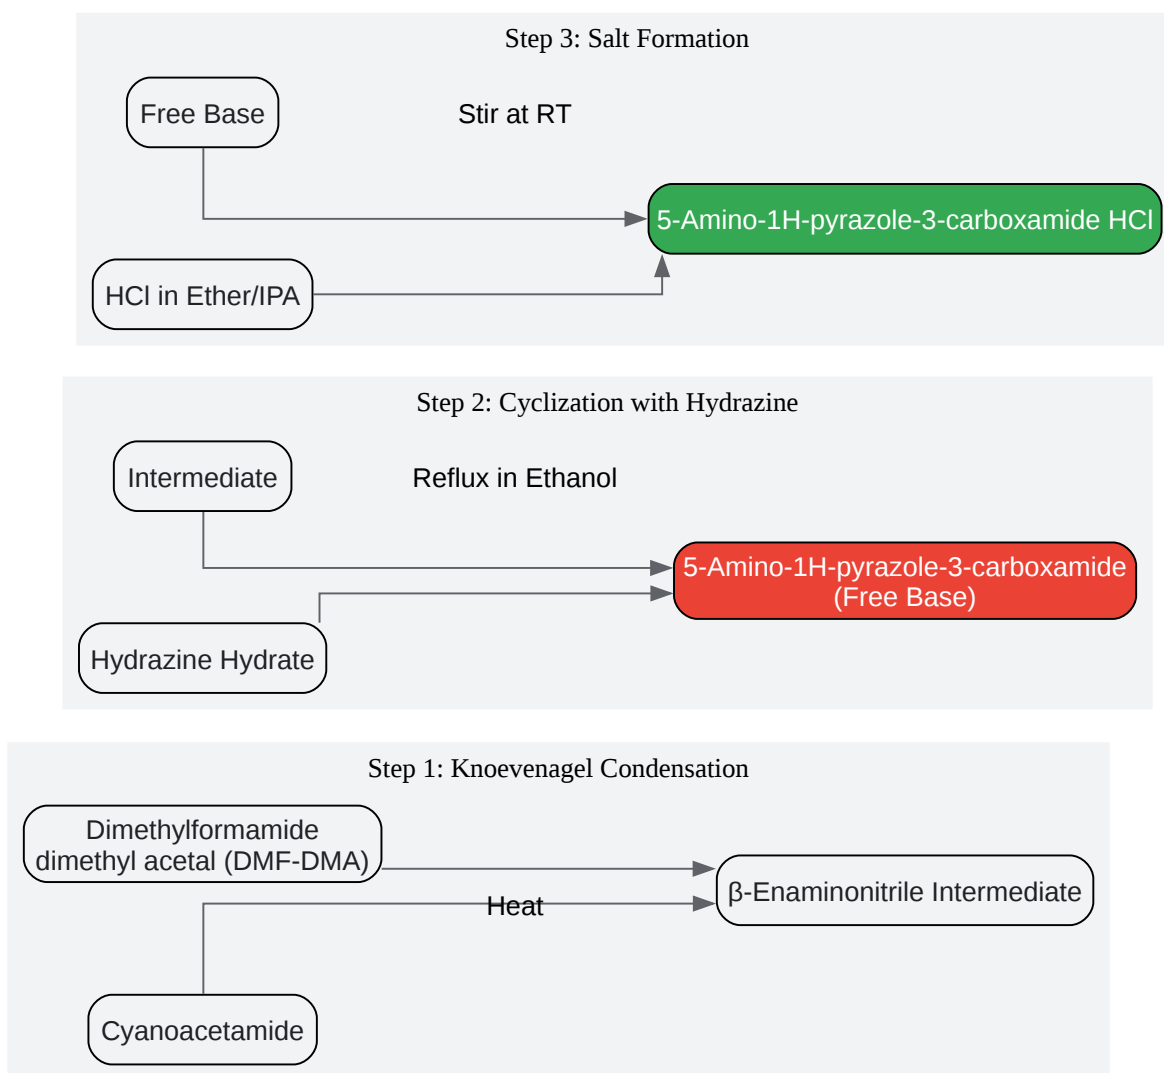 Step 3: Salt Formation
Free Base
Stir at RT
5-Amino-1H-pyrazole-3-carboxamide HCl
HCl in Ether/IPA
Step 2: Cyclization with Hydrazine
Intermediate
Reflux in Ethanol
5-Amino-1H-pyrazole-3-carboxamide
(Free Base)
Hydrazine Hydrate
Step 1: Knoevenagel Condensation
Dimethylformamide
dimethyl acetal (DMF-DMA)
Heat
β-Enaminonitrile Intermediate
Cyanoacetamide